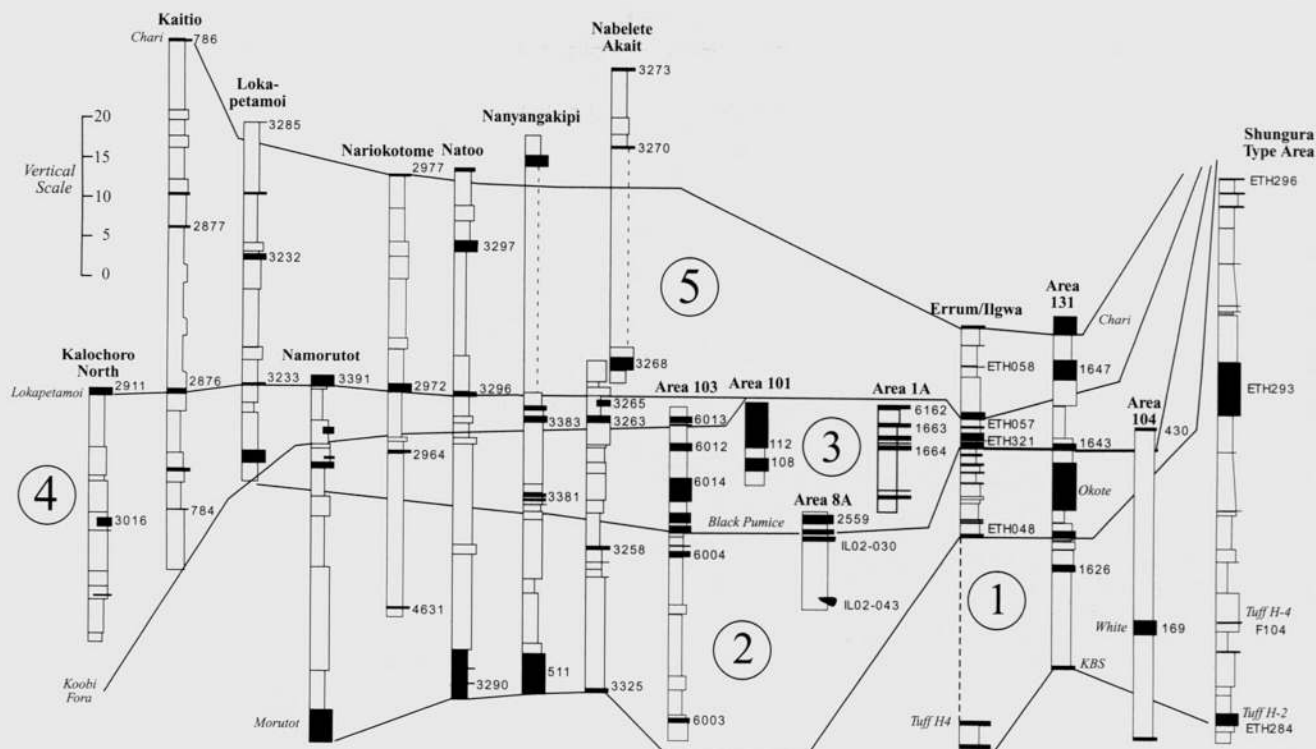 Kaitio
Chari
786
2877
2876
784
Loka-
petamoi
3285
3232
3233
20
15
10
5
0
Vertical
Scale
Kalochoro
North
Lokapetamoi
2911
3016
4
Koobi
Fora
Namorutot
3391
Morutot
Nariokotome
2977
2972
2964
4631
Natoo
3297
3296
3290
Nanyangakipi
3383
3381
511
Nabelete
Akait
3273
3270
3268
3265
3263
3258
3325
5
Area 103
6013
6012
6014
6004
6003
Black Pumice
2
Area 101
112
108
3
Area 8A
2559
IL02-030
IL02-043
Area 1A
6162
1663
1664
Errum/Ilgwa
ETH058
ETH057
ETH321
ETH048
Tuff H4
1
Area
131
Chari
1647
1643
Okote
1626
KBS
Area
104
430
White
169
Shungura
Type Area
ETH296
ETH293
Tuff H-4
F104
Tuff H-2
ETH284